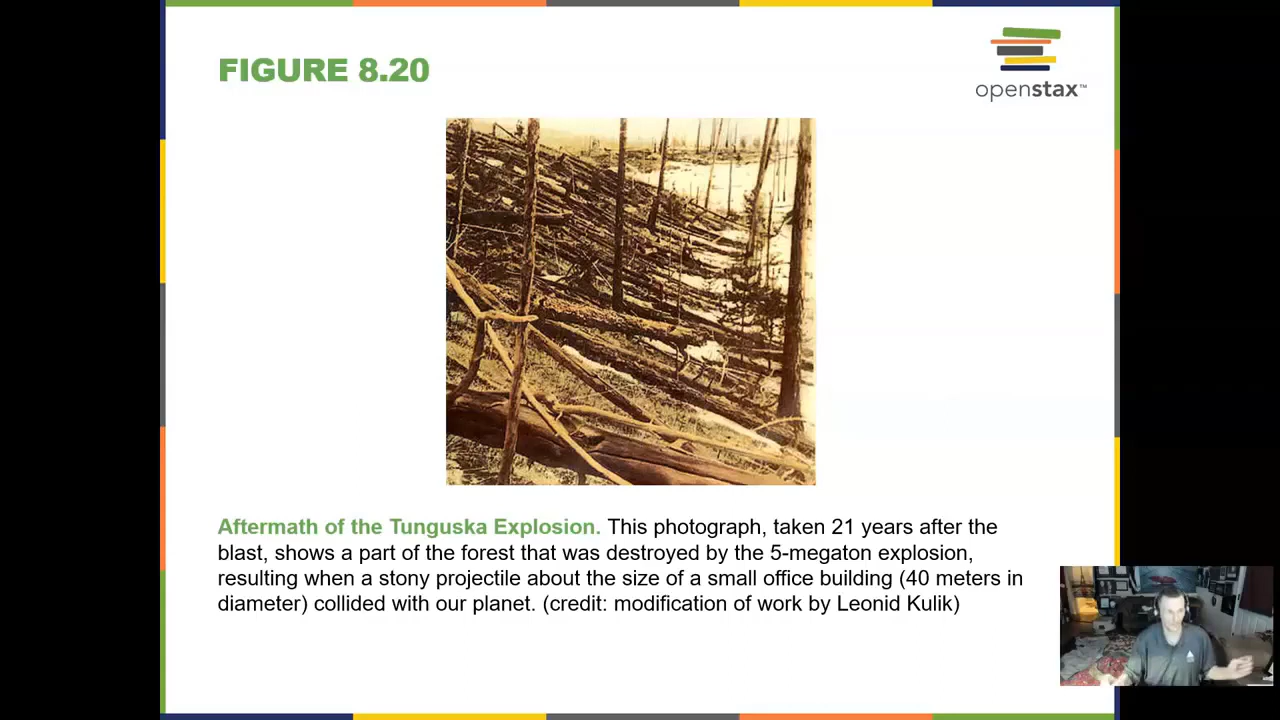 FIGURE 8.20
openstax™
Aftermath of the Tunguska Explosion. This photograph, taken 21 years after the
blast, shows a part of the forest that was destroyed by the 5-megaton explosion,
resulting when a stony projectile about the size of a small office building (40 meters in
diameter) collided with our planet. (credit: modification of work by Leonid Kulik)